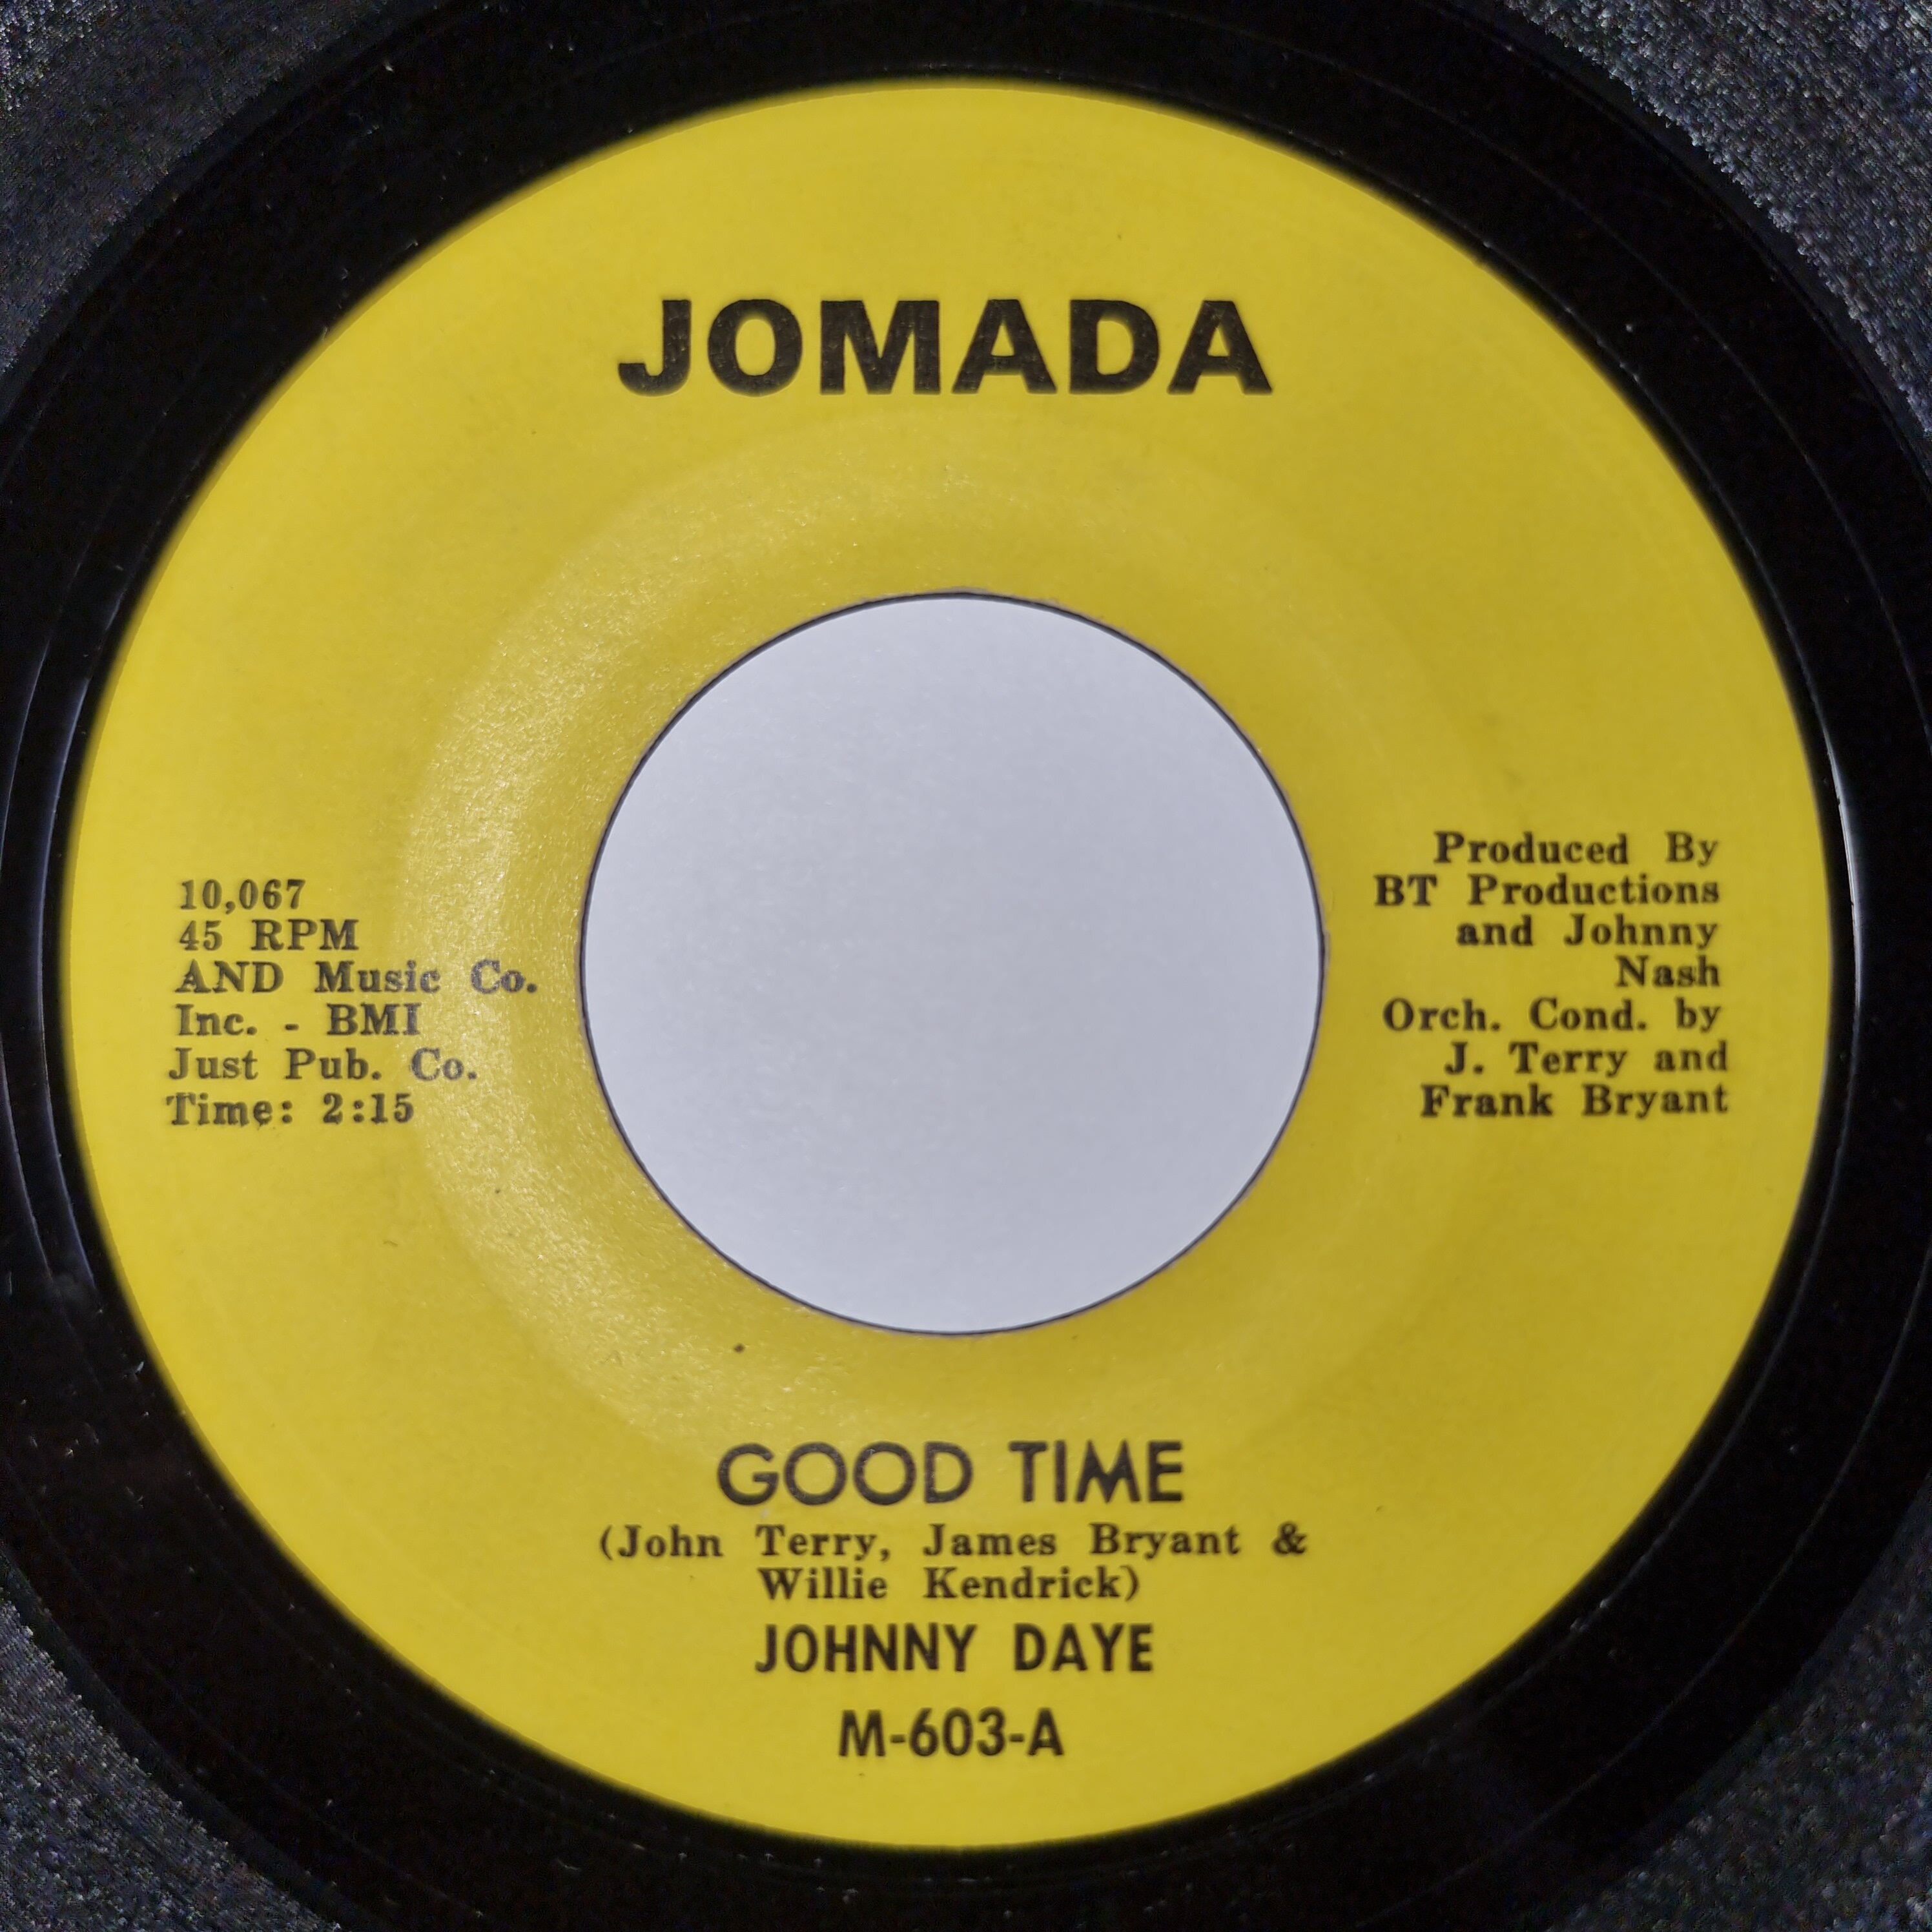 JOMADA
10,067
45 RPM
AND Music Co.
Inc. - BMI
Just Pub. Co.
Time: 2:15
Produced By
BT Productions
and Johnny
Nash
Orch. Cond. by
J. Terry and
Frank Bryant
GOOD TIME
(John Terry, James Bryant &
Willie Kendrick)
JOHNNY DAYE
M-603-A